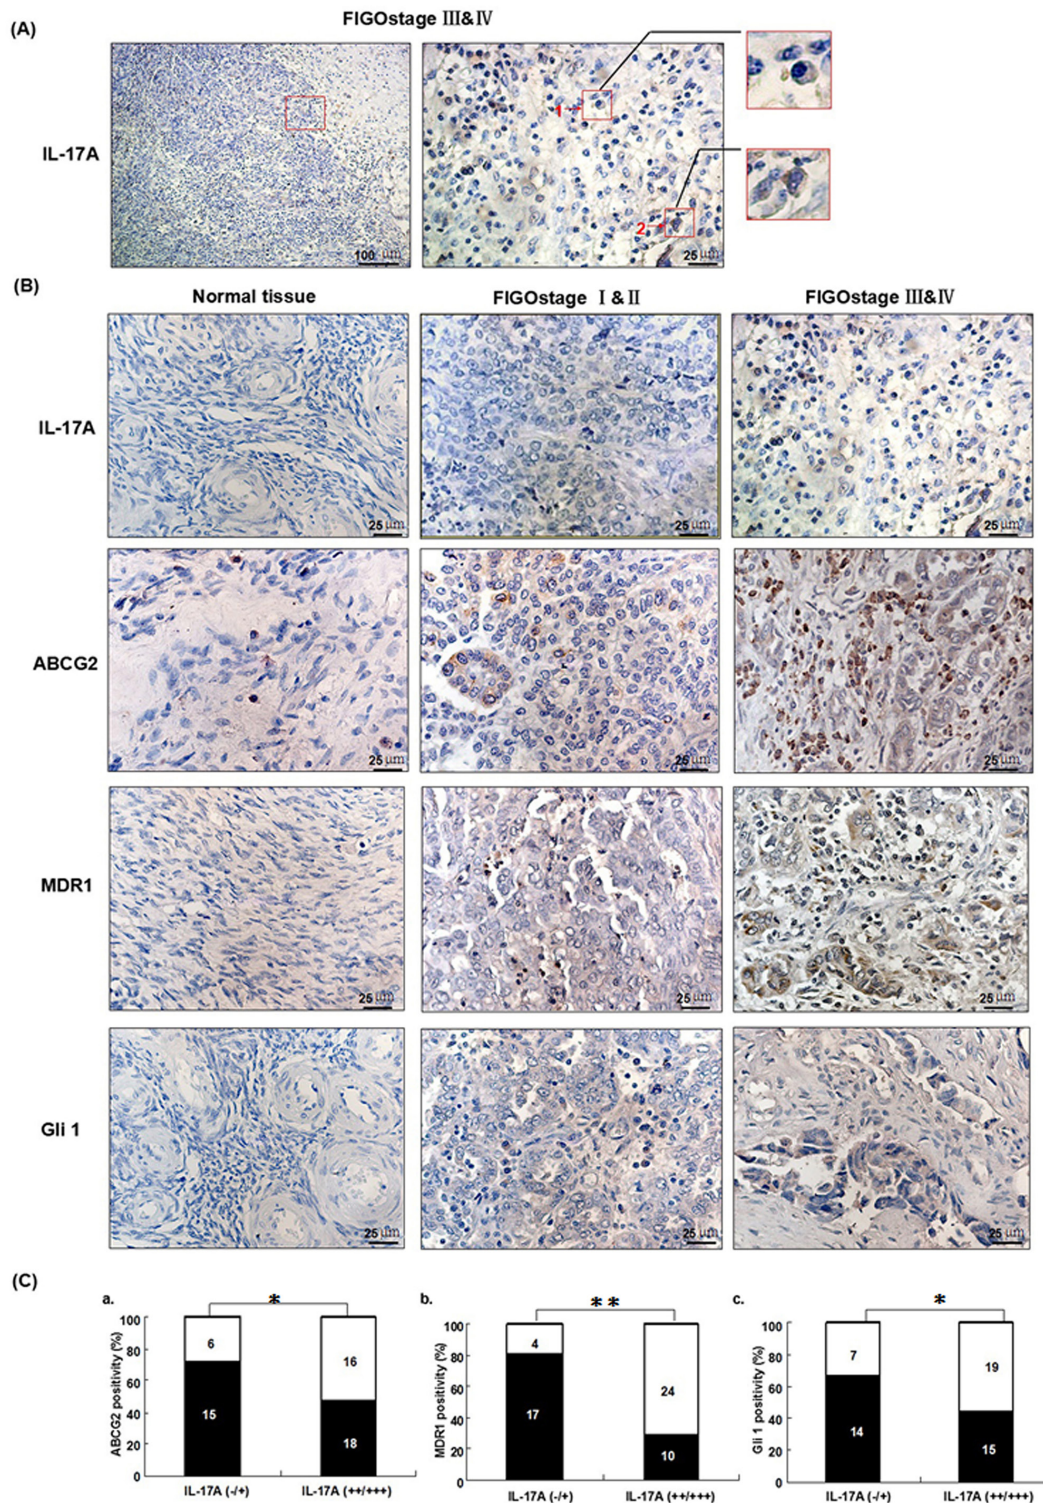 (A)
FIGOstage Ⅲ&Ⅳ
IL-17A
1
2
100 μm
25 μm
(B)
Normal tissue
FIGOstage Ⅰ & Ⅱ
FIGOstage Ⅲ&Ⅳ
IL-17A
25 μm
25 μm
25 μm
ABCG2
25 μm
25 μm
25 μm
MDR1
25 μm
25 μm
25 μm
Gli 1
25 μm
25 μm
25 μm
(C)
a.
*
ABCG2 positivity (%)
100
80
60
40
20
0
6
15
16
18
IL-17A (-/+)
IL-17A (++/+++)
b.
**
MDR1 positivity (%)
100
80
60
40
20
0
4
17
24
10
IL-17A (-/+)
IL-17A (++/+++)
c.
*
Gli 1 positivity (%)
100
80
60
40
20
0
7
14
19
15
IL-17A (-/+)
IL-17A (++/+++)